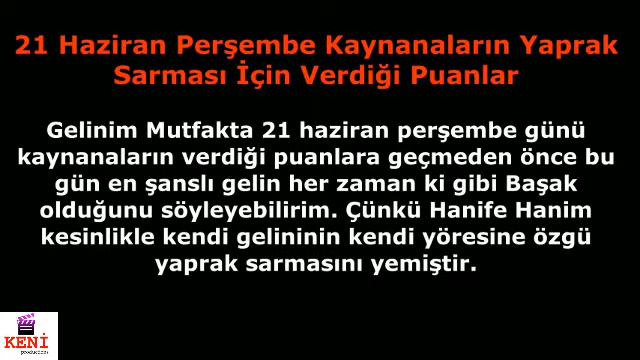 21 Haziran Perşembe Kaynanaların Yaprak
Sarması İçin Verdiği Puanlar
Gelinim Mutfakta 21 haziran perşembe günü
kaynanaların verdiği puanlara geçmeden önce bu
gün en şanslı gelin her zaman ki gibi Başak
olduğunu söyleyebilirim. Çünkü Hanife Hanim
kesinlikle kendi gelininin kendi yöresine özgü
yaprak sarmasını yemiştir.
KENİ
production